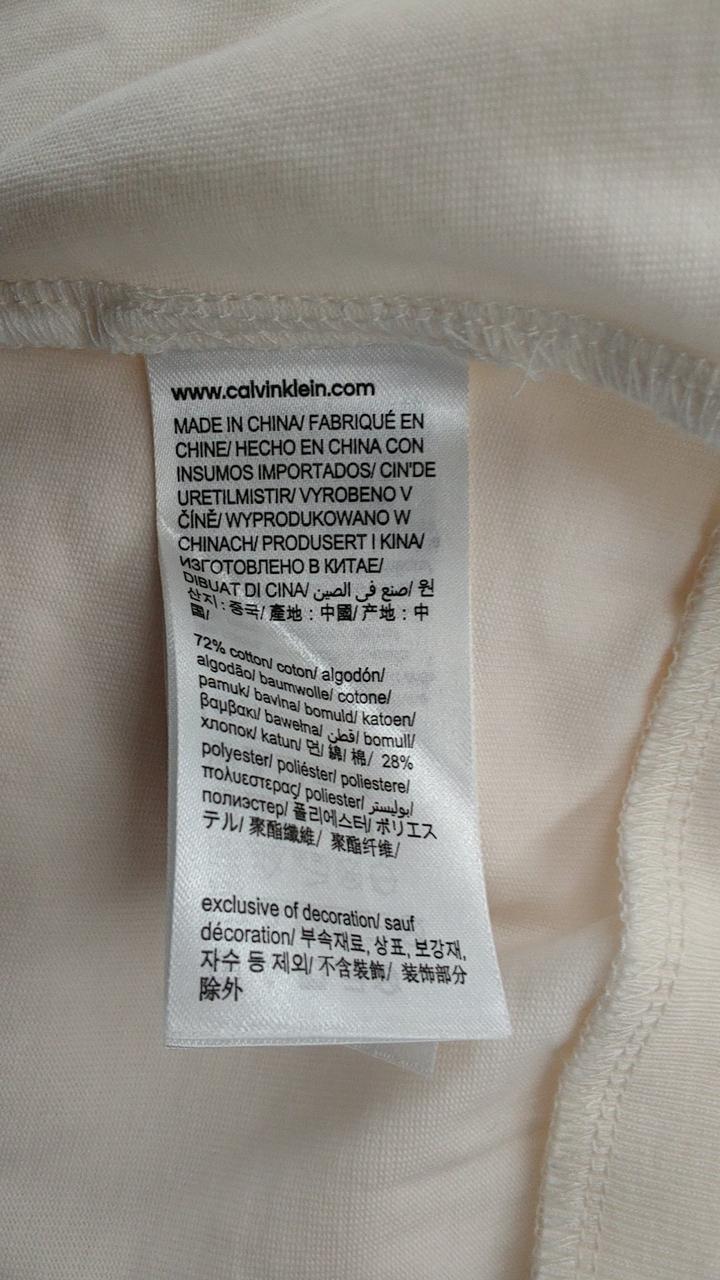 www.calvinklein.com
MADE IN CHINA/ FABRIQUÉ EN
CHINE/ HECHO EN CHINA CON
INSUMOS IMPORTADOS/ CIN'DE
URETILMISTIR/ VYROBENO V
ČÍNĚ/ WYPRODUKOWANO W
CHINACH/ PRODUSERT I KINA/
ИЗГОТОВЛЕНО В КИТАЕ/
DIBUAT DI CINA/ صنع في الصين/ 원
산지 : 중국/ 產地 : 中國/ 产地 : 中
国/
72% cotton/ coton/ algodón/
algodão/ baumwolle/ cotone/
pamuk/ bavlna/ bomuld/ katoen/
βαμβακι/ bawełna/ قطن/ bomull/
хлопок/ katun/ 면/ 綿/ 棉/ 28%
polyester/ poliéster/ poliestere/
πολυεστερας/ poliester/ بوليستر/
полиэстер/ 폴리에스터/ ポリエス
テル/ 聚酯纖維/ 聚酯纤维/
exclusive of decoration/ sauf
décoration/ 부속재료, 상표, 보강재,
자수 등 제외/ 不含裝飾/ 装饰部分
除外